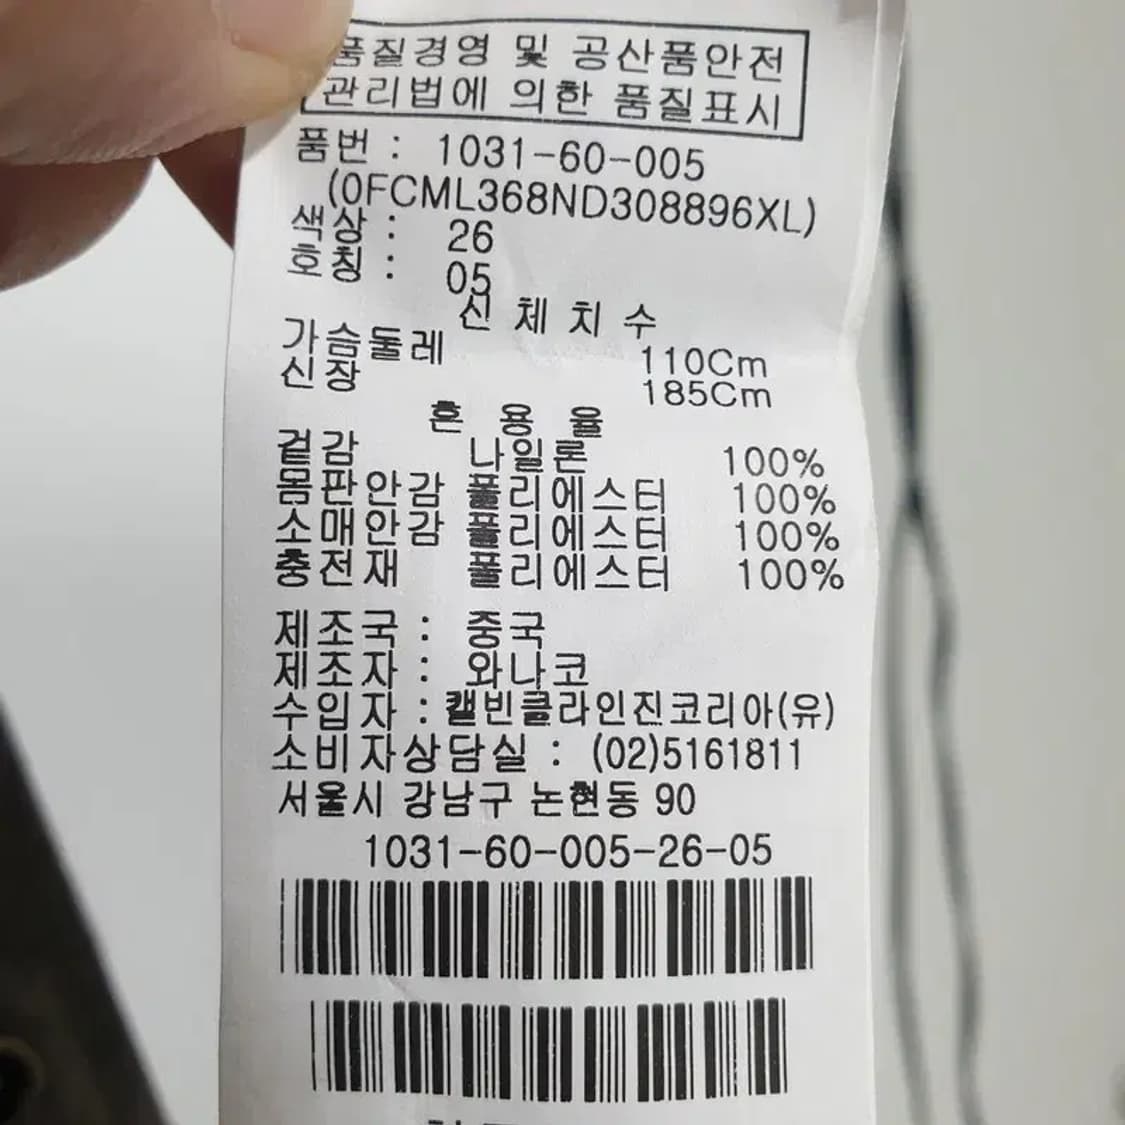 품질경영 및 공산품안전
관리법에 의한 품질표시
품번 : 1031-60-005
(0FCML368ND308896XL)
색상 : 26
호칭 : 05
신 체 치 수
가슴둘레 110Cm
신장 185Cm
혼 용 율
겉감 나일론 100%
몸판안감 폴리에스터 100%
소매안감 폴리에스터 100%
충전재 폴리에스터 100%
제조국 : 중국
제조자 : 와나코
수입자 : 캘빈클라인진코리아(유)
소비자상담실 : (02)5161811
서울시 강남구 논현동 90
1031-60-005-26-05